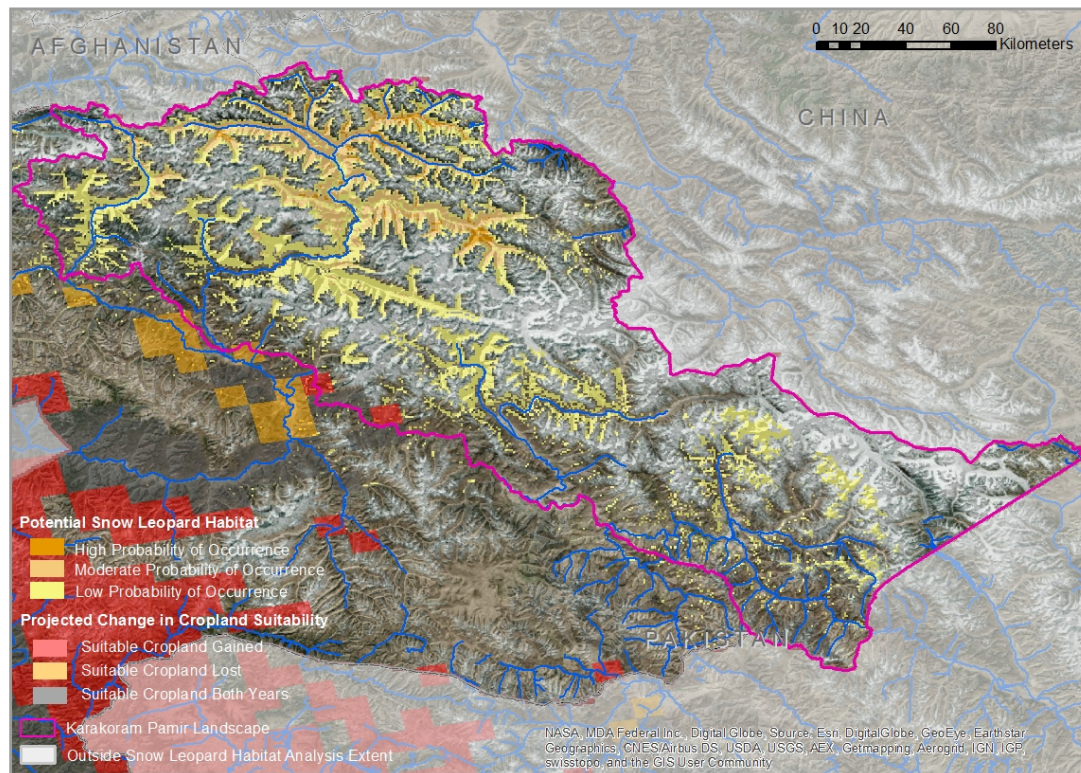 AFGHANISTAN
0 10 20 40 60 80
Kilometers
CHINA
Potential Snow Leopard Habitat
High Probability of Occurrence
Moderate Probability of Occurrence
Low Probability of Occurrence
Projected Change in Cropland Suitability
Suitable Cropland Gained
Suitable Cropland Lost
Suitable Cropland Both Years
Karakoram Pamir Landscape
Outside Snow Leopard Habitat Analysis Extent
PAKISTAN
NASA, MDA Federal Inc., Digital Globe, Source, Esri, DigitalGlobe, GeoEye, Earthstar
Geographics, CNES/Airbus DS, USDA, USGS, AEX, Getmapping, Aerogrid, IGN, IGP,
swisstopo, and the GIS User Community